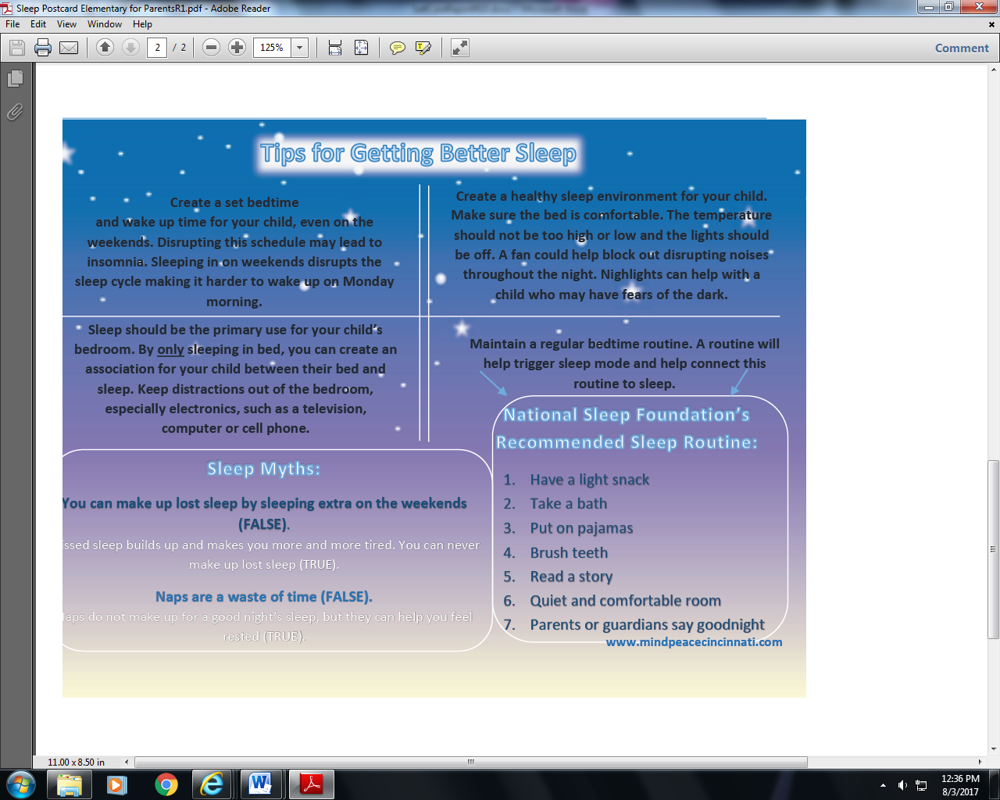 Sleep Postcard Elementary for ParentsR1.pdf - Adobe Reader
File Edit View Window Help
2 / 2 125% Comment
Tips for Getting Better Sleep
Create a set bedtime
and wake up time for your child, even on the
weekends. Disrupting this schedule may lead to
insomnia. Sleeping in on weekends disrupts the
sleep cycle making it harder to wake up on Monday
morning.
Create a healthy sleep environment for your child.
Make sure the bed is comfortable. The temperature
should not be too high or low and the lights should
be off. A fan could help block out disrupting noises
throughout the night. Nighlights can help with a
child who may have fears of the dark.
Sleep should be the primary use for your child's
bedroom. By only sleeping in bed, you can create an
association for your child between their bed and
sleep. Keep distractions out of the bedroom,
especially electronics, such as a television,
computer or cell phone.
Maintain a regular bedtime routine. A routine will
help trigger sleep mode and help connect this
routine to sleep.
National Sleep Foundation's
Recommended Sleep Routine:
1. Have a light snack
2. Take a bath
3. Put on pajamas
4. Brush teeth
5. Read a story
6. Quiet and comfortable room
7. Parents or guardians say goodnight
www.mindpeacecincinnati.com
Sleep Myths:
You can make up lost sleep by sleeping extra on the weekends
(FALSE).
issed sleep builds up and makes you more and more tired. You can never
make up lost sleep (TRUE).
Naps are a waste of time (FALSE).
aps do not make up for a good night's sleep, but they can help you feel
rested (TRUE).
11.00 x 8.50 in
12:36 PM
8/3/2017